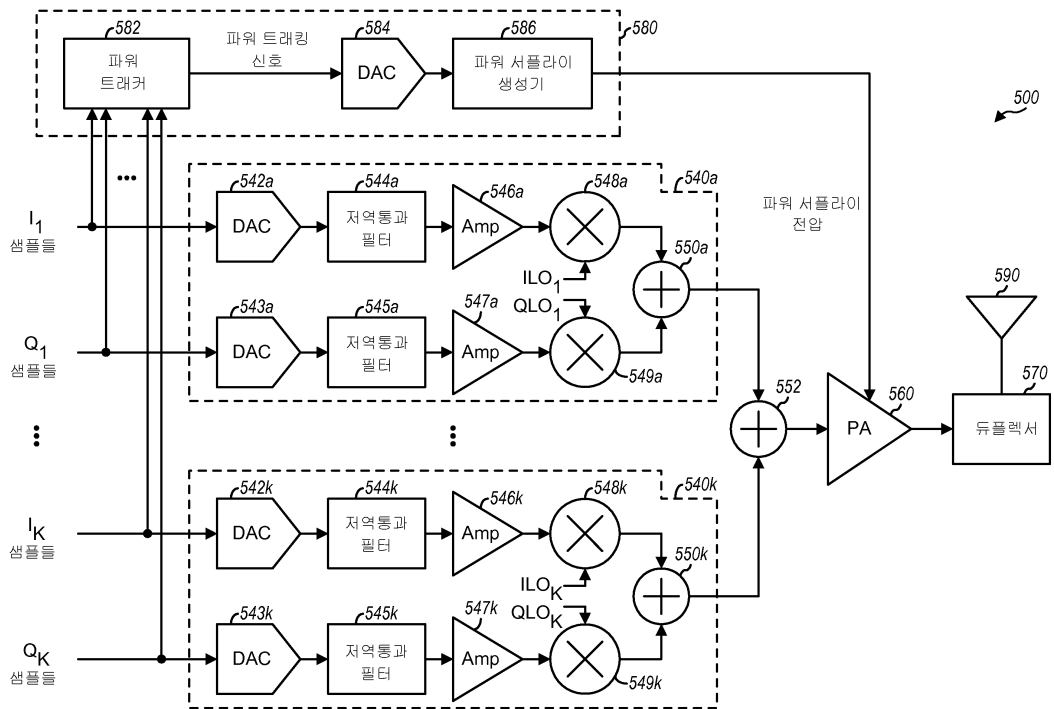 582
파워
트래커
파워 트래킹
신호
584
DAC
586
파워 서플라이
생성기
580
500
I1
샘플들
542a
DAC
544a
저역통과
필터
546a
Amp
548a
540a
ILO1
QLO1
550a
파워 서플라이
전압
Q1
샘플들
543a
DAC
545a
저역통과
필터
547a
Amp
549a
590
552
560
PA
570
듀플렉서
IK
샘플들
542k
DAC
544k
저역통과
필터
546k
Amp
548k
540k
ILOK
QLOK
550k
QK
샘플들
543k
DAC
545k
저역통과
필터
547k
Amp
549k